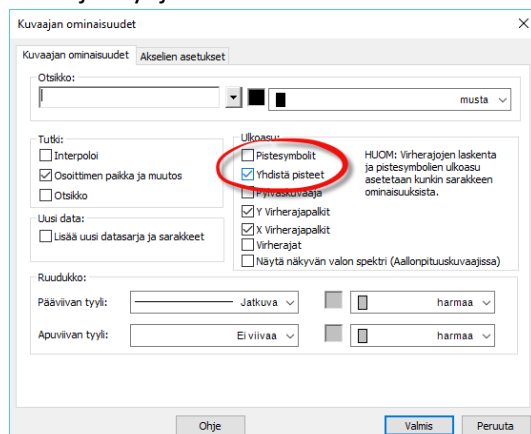 Kuvaajan ominaisuudet
Kuvaajan ominaisuudet Akselien asetukset
Otsikko:
musta
Tutki:
Interpoloi
Osoittimen paikka ja muutos
Otsikko
Uusi data:
Lisää uusi datasarja ja sarakkeet
Ulkoasu:
Pistesymbolit
Yhdistä pisteet
Pylväskuvaaja
Y Virherajapalkit
X Virherajapalkit
Virherajat
Näytä näkyvän valon spektri (Aallonpituuskuvaajissa)
HUOM: Virherajojen laskenta
ja pistesymbolien ulkoasu
asetetaan kunkin sarakkeen
ominaisuuksista.
Ruudukko:
Pääviivan tyyli: Jatkuva harmaa
Apuviivan tyyli: Ei viivaa harmaa
Ohje Valmis Peruuta